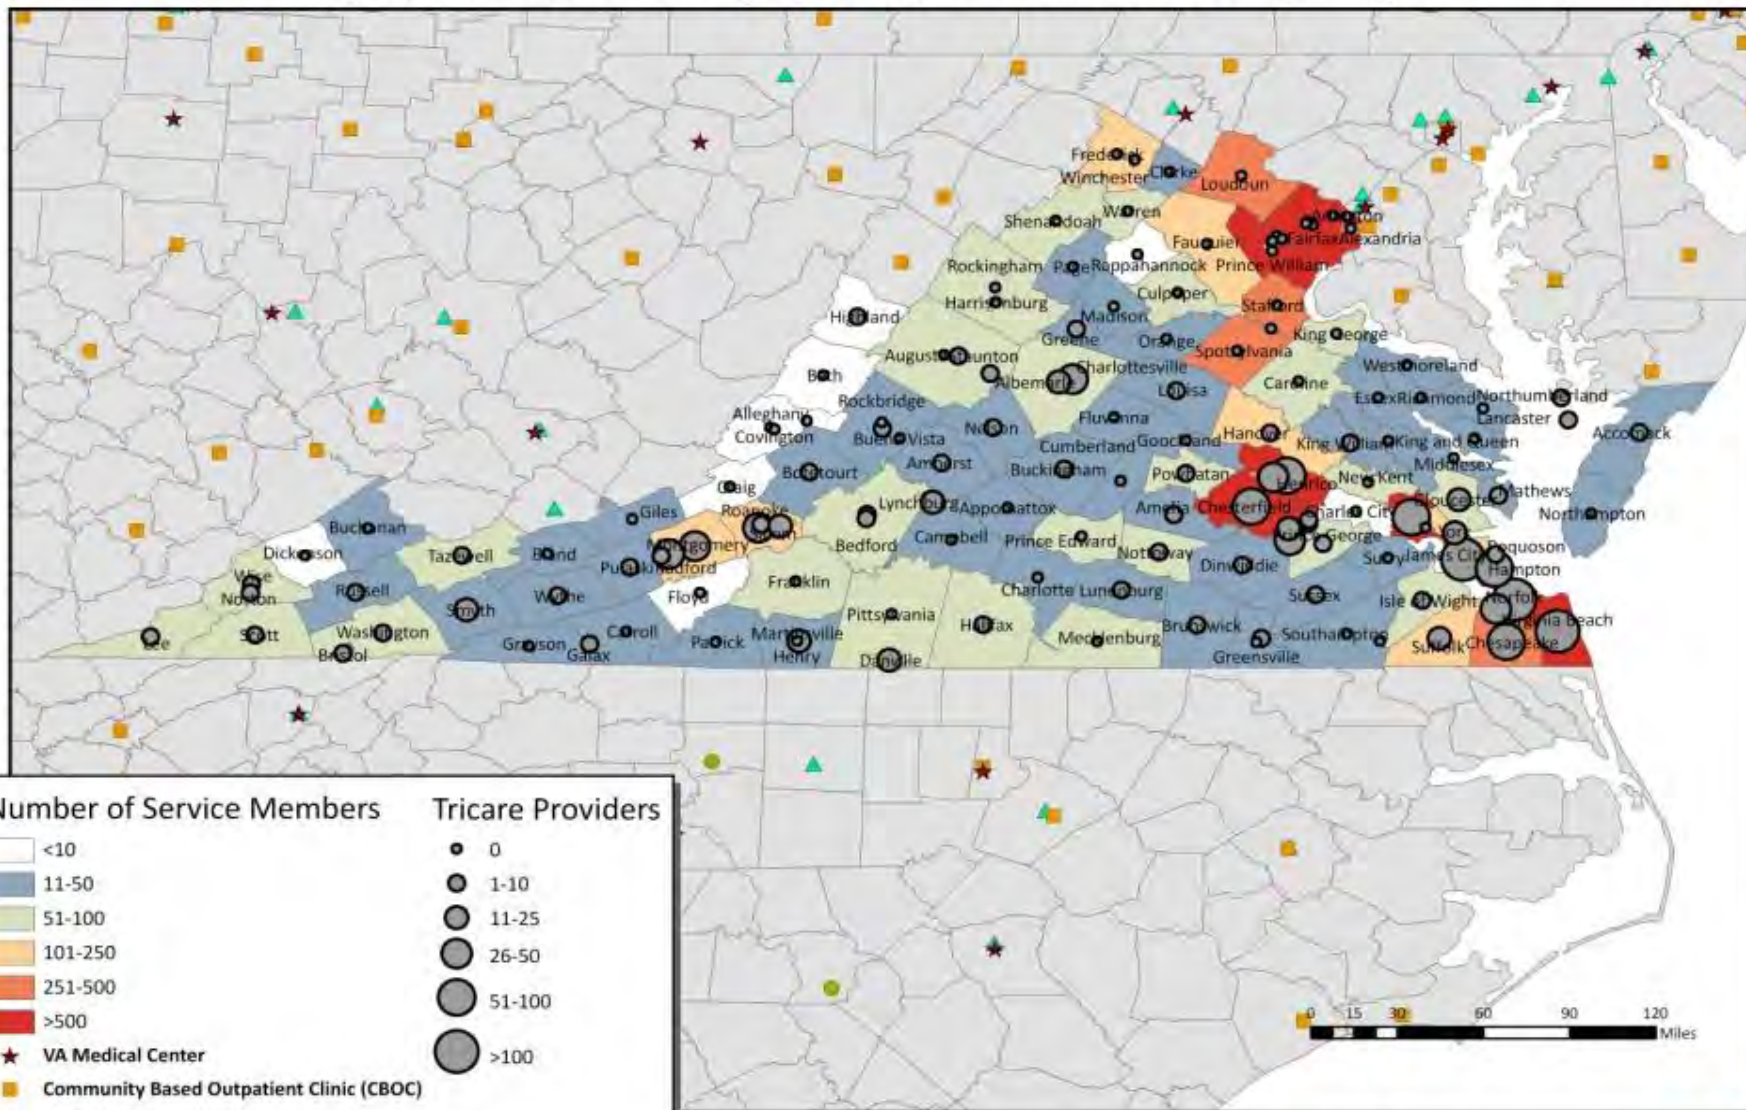 Frederick
Winchester
Clarke
Loudoun
Shenandoah
Warren
Fauquier
Fairfax
Alexandria
Rockingham
Page
Rappahannock
Prince William
Harrisonburg
Culpeper
Madison
Stafford
Highland
Greene
Orange
King George
Spotsylvania
Augusta
Staunton
Charlottesville
Westmoreland
Bath
Albemarle
Louisa
Caroline
Rockbridge
Essex
Richmond
Northumberland
Alleghany
Fluvanna
Lancaster
Covington
Buena Vista
Nelson
Cumberland
Goochland
Hanover
King William
King and Queen
Accomack
Botetourt
Amherst
Buckingham
Powhatan
New Kent
Middlesex
Craig
Henrico
Mathews
Giles
Roanoke
Lynchburg
Appomattox
Amelia
Chesterfield
Charles City
Gloucester
Northampton
Buchanan
Dickenson
Tazewell
Bland
Montgomery
Bedford
Campbell
Prince Edward
Nottoway
Dinwiddie
Surry
James City
Poquoson
Hampton
Wise
Norton
Russell
Wythe
Pulaski
Radford
Floyd
Franklin
Charlotte
Lunenburg
Sussex
Isle of Wight
Norfolk
Smyth
Lee
Scott
Washington
Bristol
Grayson
Galax
Carroll
Patrick
Martinsville
Henry
Pittsylvania
Danville
Halifax
Mecklenburg
Brunswick
Greensville
Southampton
Suffolk
Chesapeake
Virginia Beach
Number of Service Members
<10
11-50
51-100
101-250
251-500
>500
VA Medical Center
Community Based Outpatient Clinic (CBOC)
Tricare Providers
0
1-10
11-25
26-50
51-100
>100
0 15 30 60 90 120
Miles